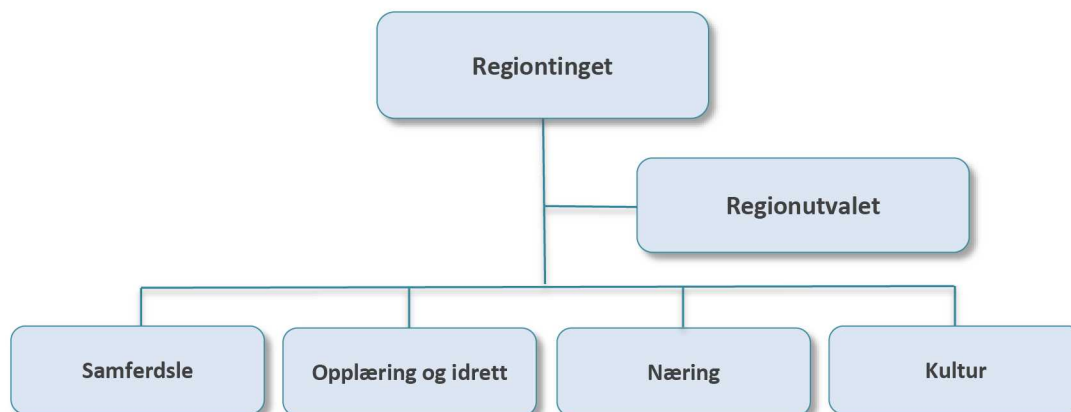 Regiontinget
Regionutvalet
Samferdsle
Opplæring og idrett
Næring
Kultur